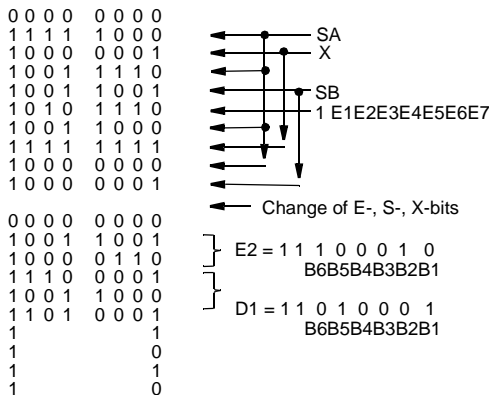 0 0 0 0 0 0 0 0
1 1 1 1 1 0 0 0 SA
1 0 0 0 0 0 0 1 X
1 0 0 1 1 1 1 0
1 0 0 1 1 0 0 1 SB
1 0 1 0 1 1 1 0 1 E1E2E3E4E5E6E7
1 0 0 1 1 0 0 0
1 1 1 1 1 1 1 1
1 0 0 0 0 0 0 0
1 0 0 0 0 0 0 1
Change of E-, S-, X-bits
0 0 0 0 0 0 0 0
1 0 0 1 1 0 0 1 E2 = 1 1 1 0 0 0 1 0
1 0 0 0 0 1 1 0 B6B5B4B3B2B1
1 1 1 0 0 0 0 0
1 0 0 1 1 0 0 0 D1 = 1 1 0 1 0 0 0 1
1 1 0 1 0 0 0 1 B6B5B4B3B2B1
1 1
1 0
1 1
1 0